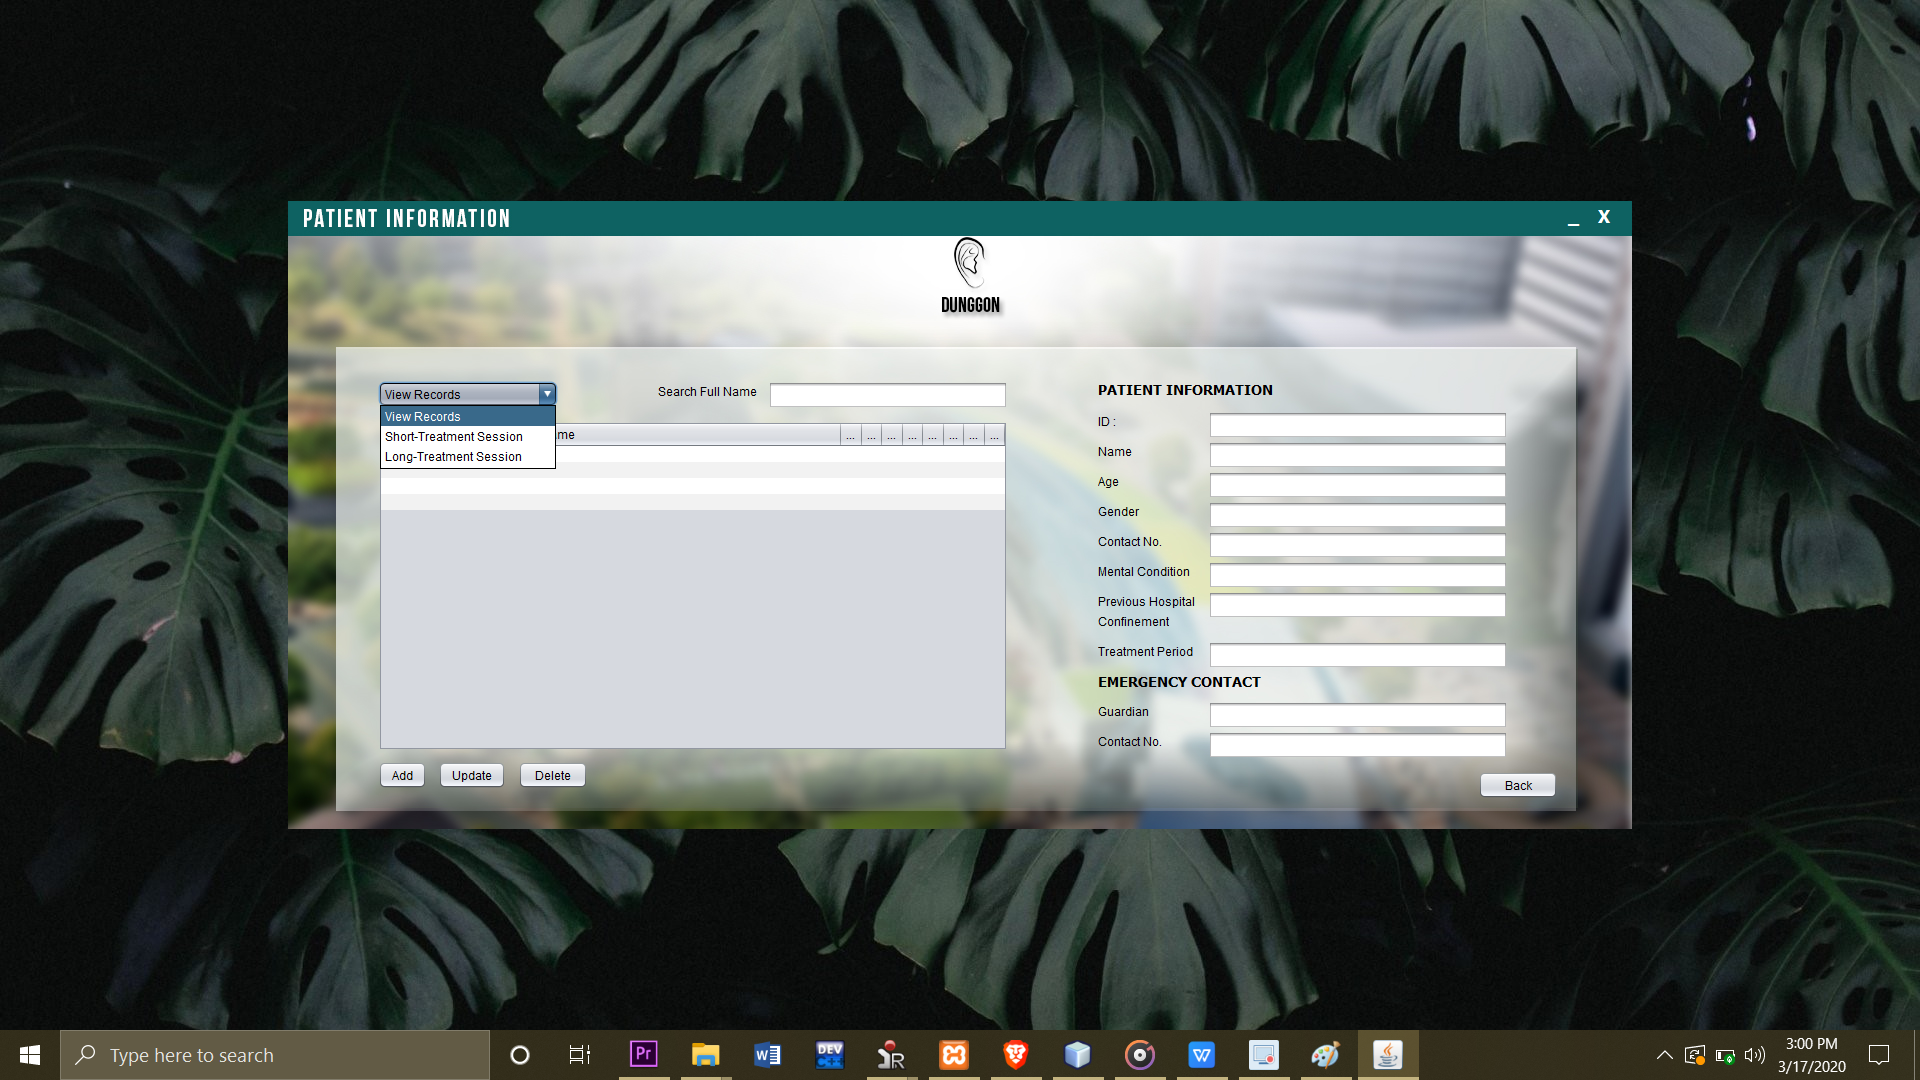 PATIENT INFORMATION
_ X
DUNGGON
View Records
View Records
Short-Treatment Session
Long-Treatment Session
Search Full Name
me ... ... ... ... ... ... ... ...
Add
Update
Delete
PATIENT INFORMATION
ID :
Name
Age
Gender
Contact No.
Mental Condition
Previous Hospital
Confinement
Treatment Period
EMERGENCY CONTACT
Guardian
Contact No.
Back
Type here to search
Pr
W
DEV
C++
R
W
3:00 PM
3/17/2020